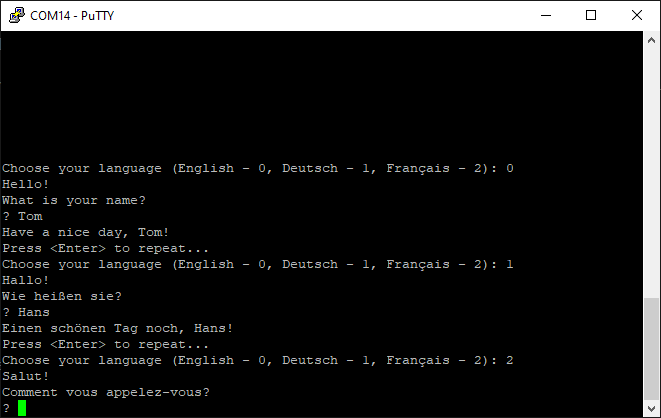 COM14 - PuTTY
Choose your language (English - 0, Deutsch - 1, Français - 2): 0
Hello!
What is your name?
? Tom
Have a nice day, Tom!
Press <Enter> to repeat...
Choose your language (English - 0, Deutsch - 1, Français - 2): 1
Hallo!
Wie heißen sie?
? Hans
Einen schönen Tag noch, Hans!
Press <Enter> to repeat...
Choose your language (English - 0, Deutsch - 1, Français - 2): 2
Salut!
Comment vous appelez-vous?
?